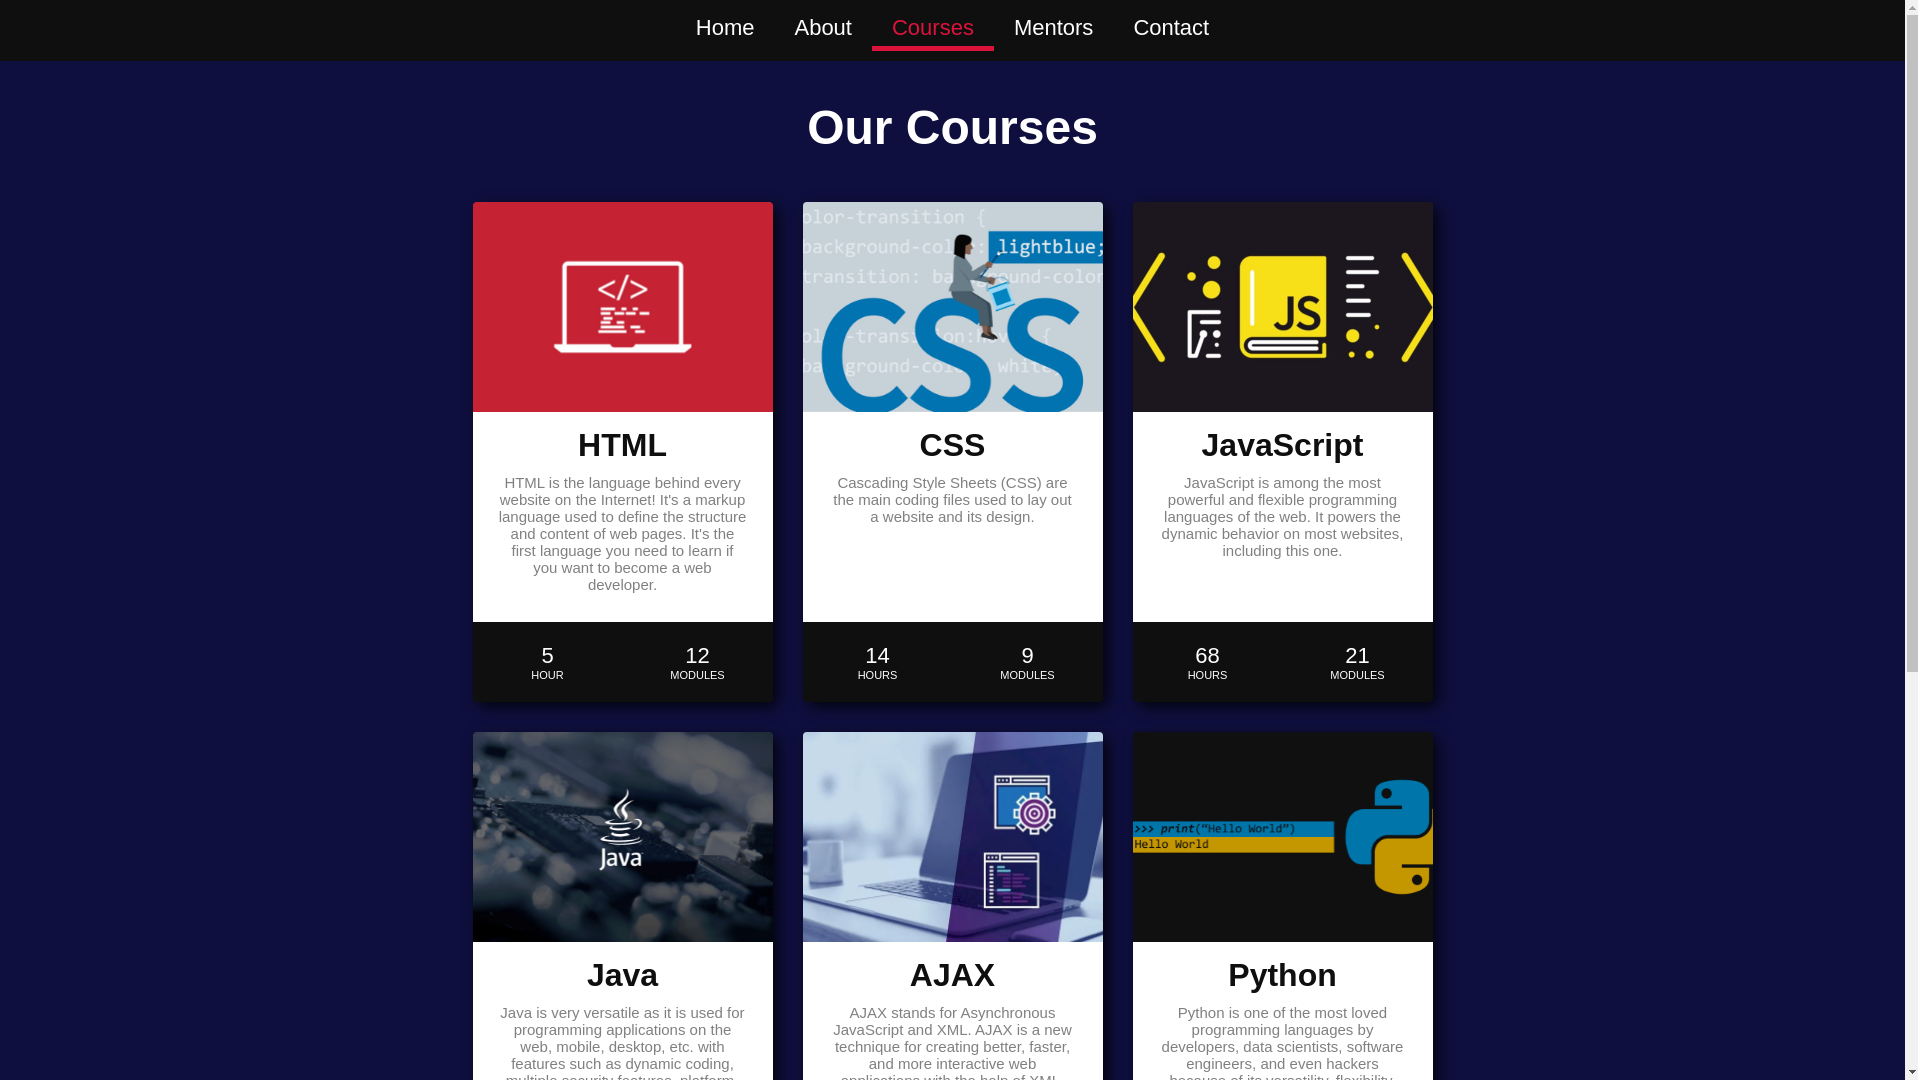 Home About Courses Mentors Contact
Our Courses
olor-transition {
background-col : lightblue;
transition: ba ground-color
olor-transition:hov {
CSS
JS
HTML
HTML is the language behind every
website on the Internet! It's a markup
language used to define the structure
and content of web pages. It's the
first language you need to learn if
you want to become a web
developer.
5
HOUR
12
MODULES
CSS
Cascading Style Sheets (CSS) are
the main coding files used to lay out
a website and its design.
14
HOURS
9
MODULES
JavaScript
JavaScript is among the most
powerful and flexible programming
languages of the web. It powers the
dynamic behavior on most websites,
including this one.
68
HOURS
21
MODULES
Java
>>> print(“Hello World”)
Hello World
Java
Java is very versatile as it is used for
programming applications on the
web, mobile, desktop, etc. with
features such as dynamic coding,
multiple security features, platform
AJAX
AJAX stands for Asynchronous
JavaScript and XML. AJAX is a new
technique for creating better, faster,
and more interactive web
applications with the help of XML
Python
Python is one of the most loved
programming languages by
developers, data scientists, software
engineers, and even hackers
because of its versatility, flexibility